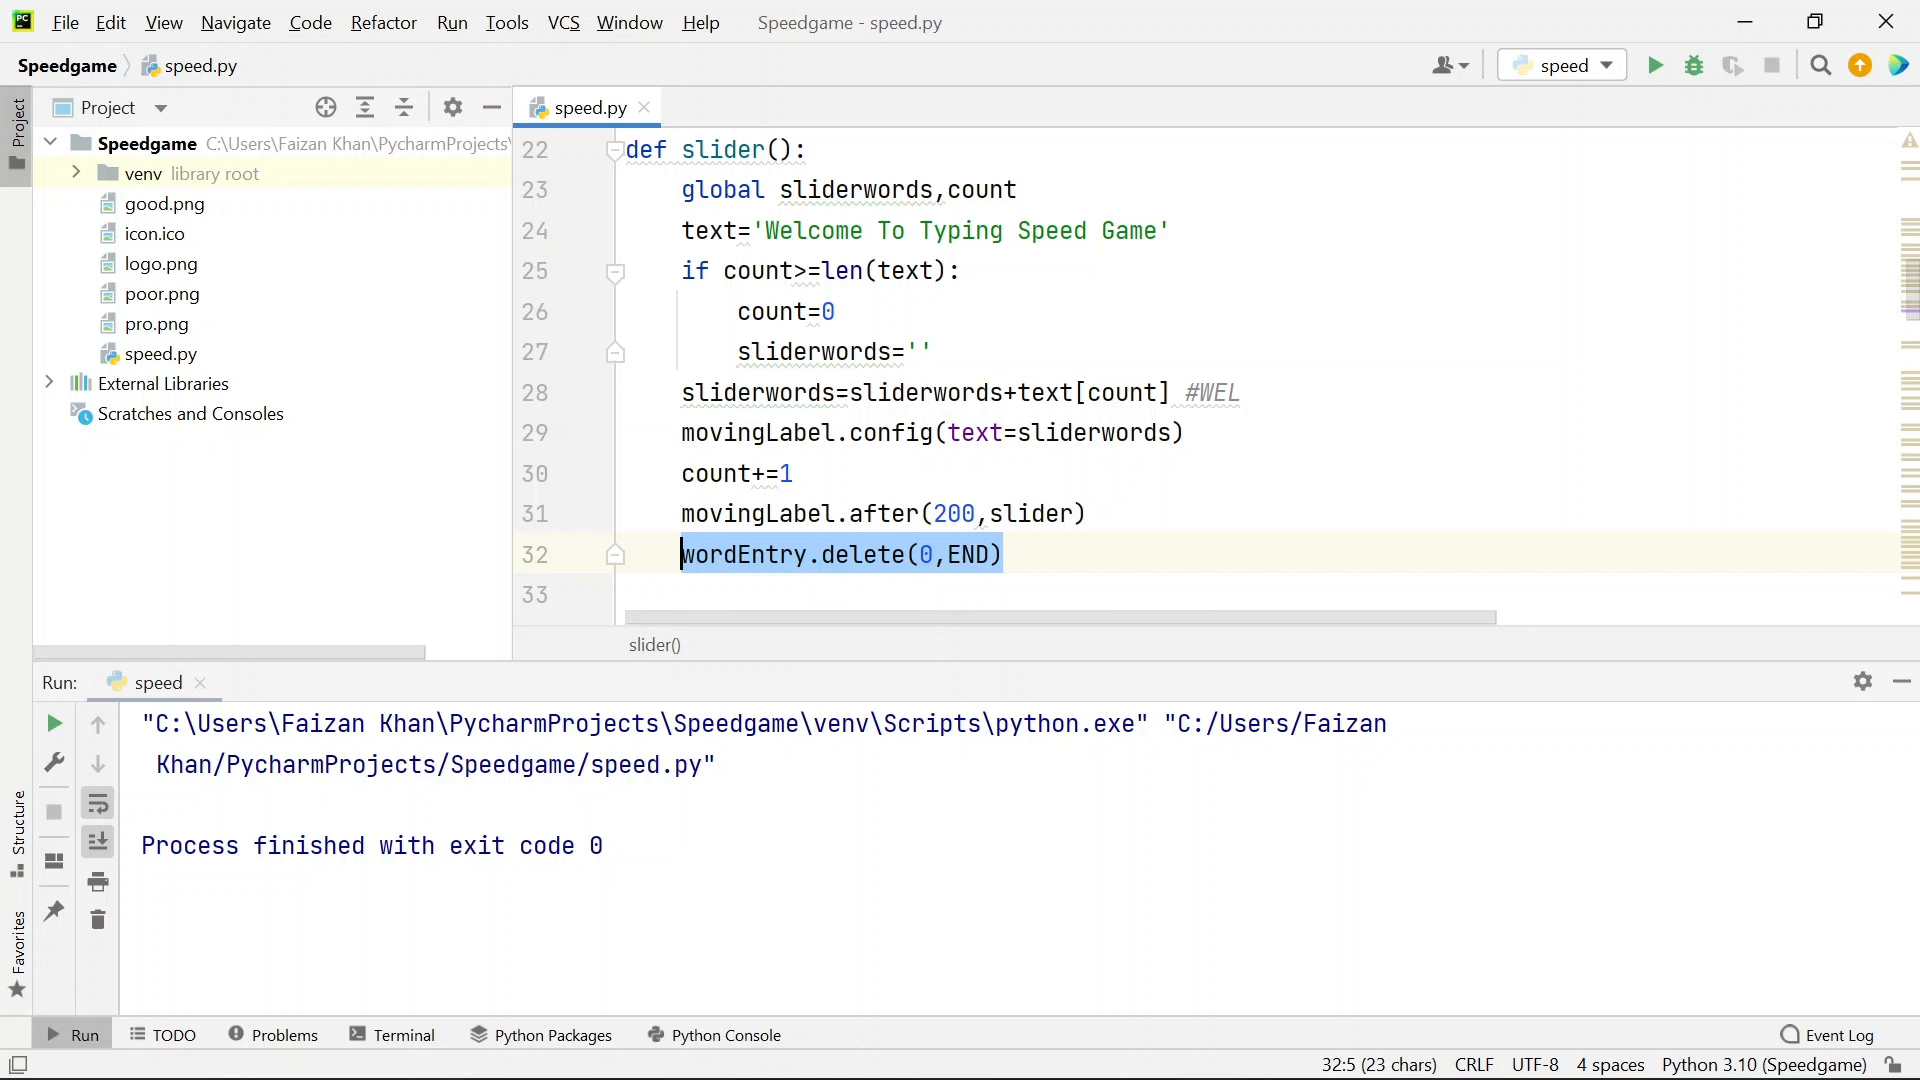 File Edit View Navigate Code Refactor Run Tools VCS Window Help Speedgame - speed.py
Speedgame speed.py
speed
Project
Project
speed.py
Speedgame C:\Users\Faizan Khan\PycharmProjects\
venv library root
good.png
icon.ico
logo.png
poor.png
pro.png
speed.py
External Libraries
Scratches and Consoles
22 def slider():
23 global sliderwords,count
24 text='Welcome To Typing Speed Game'
25 if count>=len(text):
26 count=0
27 sliderwords=''
28 sliderwords=sliderwords+text[count] #WEL
29 movingLabel.config(text=sliderwords)
30 count+=1
31 movingLabel.after(200,slider)
32 wordEntry.delete(0,END)
33
slider()
Run: speed
"C:\Users\Faizan Khan\PycharmProjects\Speedgame\venv\Scripts\python.exe" "C:/Users/Faizan
Khan/PycharmProjects/Speedgame/speed.py"
Process finished with exit code 0
Structure
Favorites
Run TODO Problems Terminal Python Packages Python Console Event Log
32:5 (23 chars) CRLF UTF-8 4 spaces Python 3.10 (Speedgame)